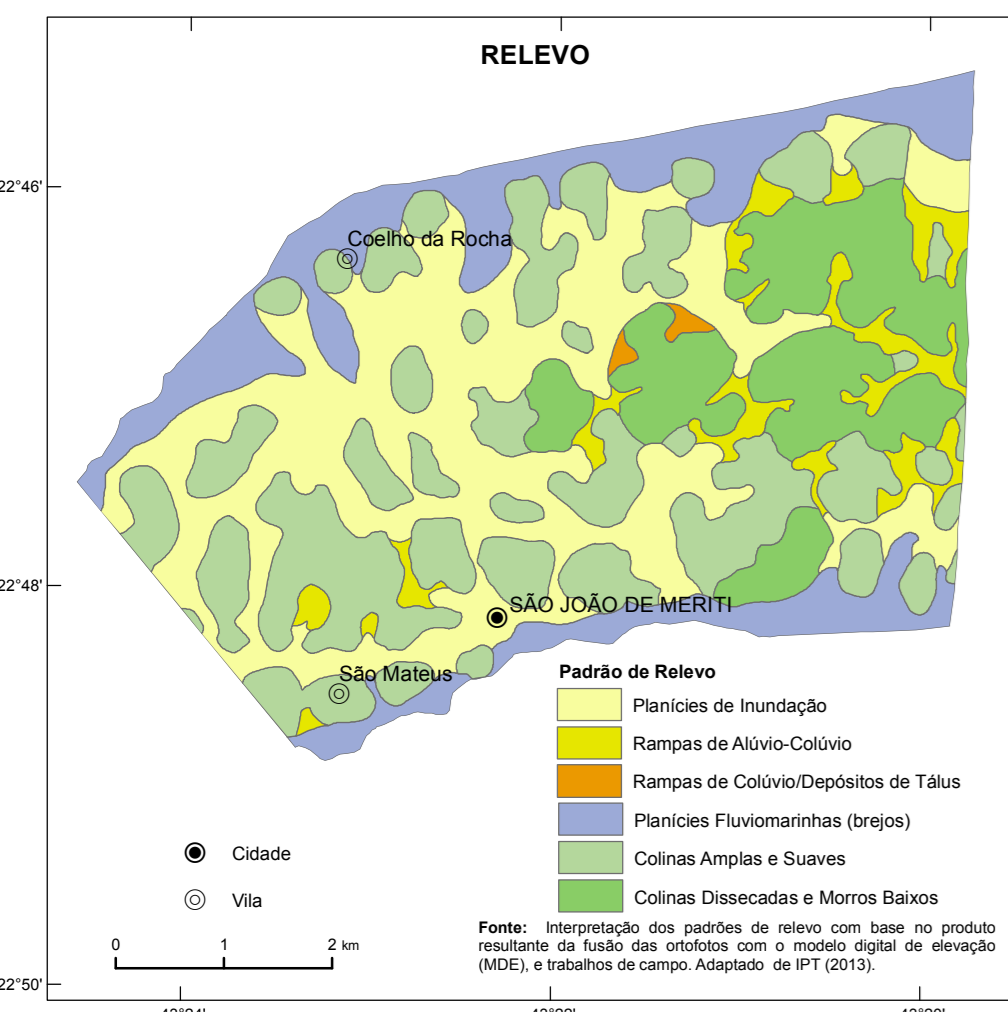 RELEVO
22°46'
Coelho da Rocha
22°48'
SÃO JOÃO DE MERITI
São Mateus
Padrão de Relevo
Planícies de Inundação
Rampas de Alúvio-Colúvio
Rampas de Colúvio/Depósitos de Tálus
Planícies Fluviomarinhas (brejos)
Colinas Amplas e Suaves
Colinas Dissecadas e Morros Baixos
Cidade
Vila
0 1 2 km
Fonte: Interpretação dos padrões de relevo com base no produto
resultante da fusão das ortofotos com o modelo digital de elevação
(MDE), e trabalhos de campo. Adaptado de IPT (2013).
22°50'